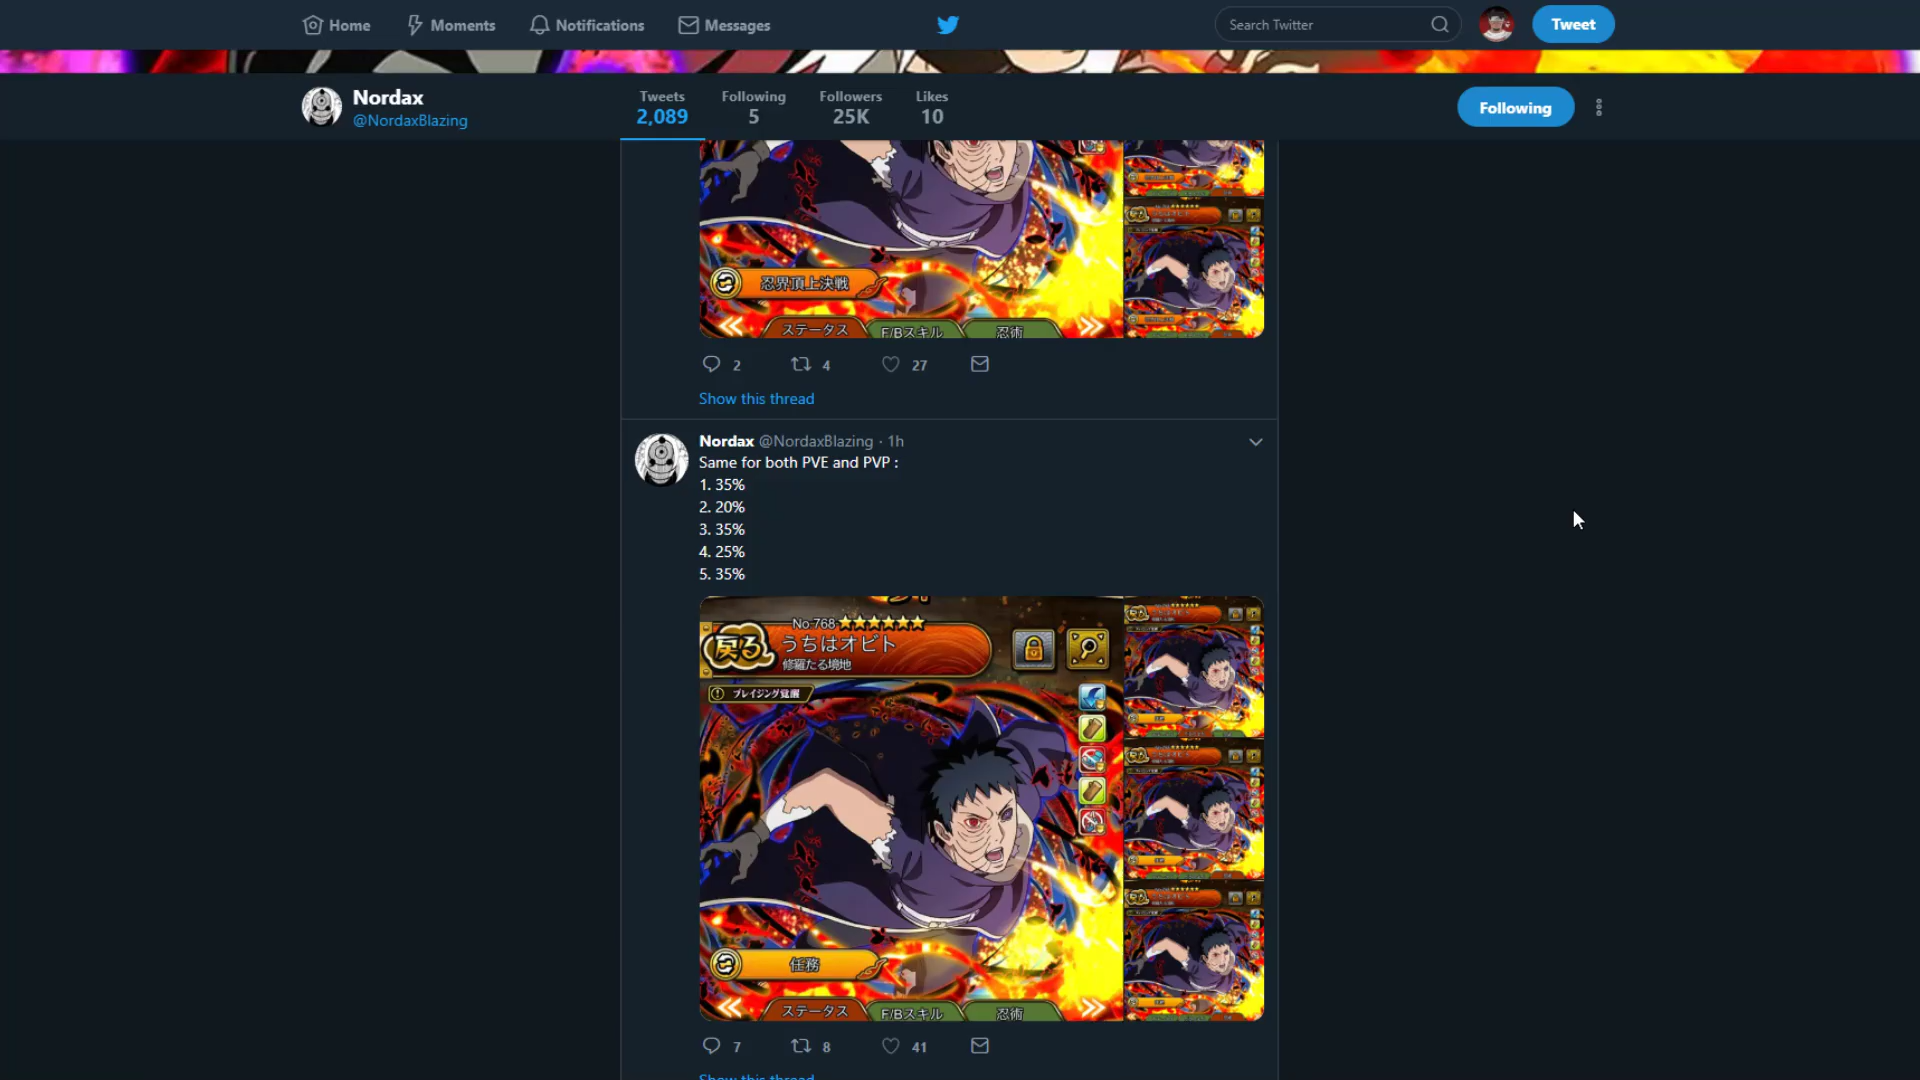 Home
Moments
Notifications
Messages
Search Twitter
Tweet
Nordax
@NordaxBlazing
Tweets
2,089
Following
5
Followers
25K
Likes
10
Following
忍界頂上決戦
ステータス
F/Bスキル
忍術
2
4
27
Show this thread
Nordax @NordaxBlazing · 1h
Same for both PVE and PVP :
1. 35%
2. 20%
3. 35%
4. 25%
5. 35%
No.768
戻る
うちはオビト
修羅たる境地
ブレイジング覚醒
任務
ステータス
F/Bスキル
忍術
7
8
41
Show this thread